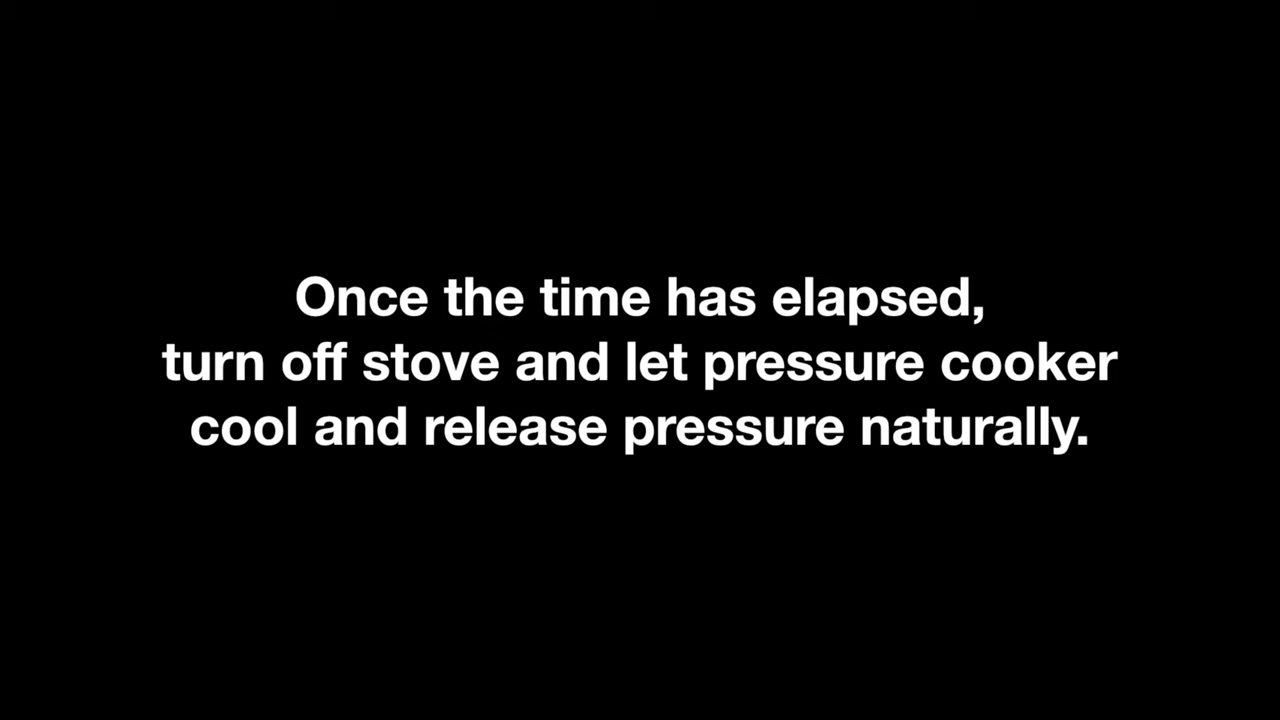 Once the time has elapsed,
turn off stove and let pressure cooker
cool and release pressure naturally.